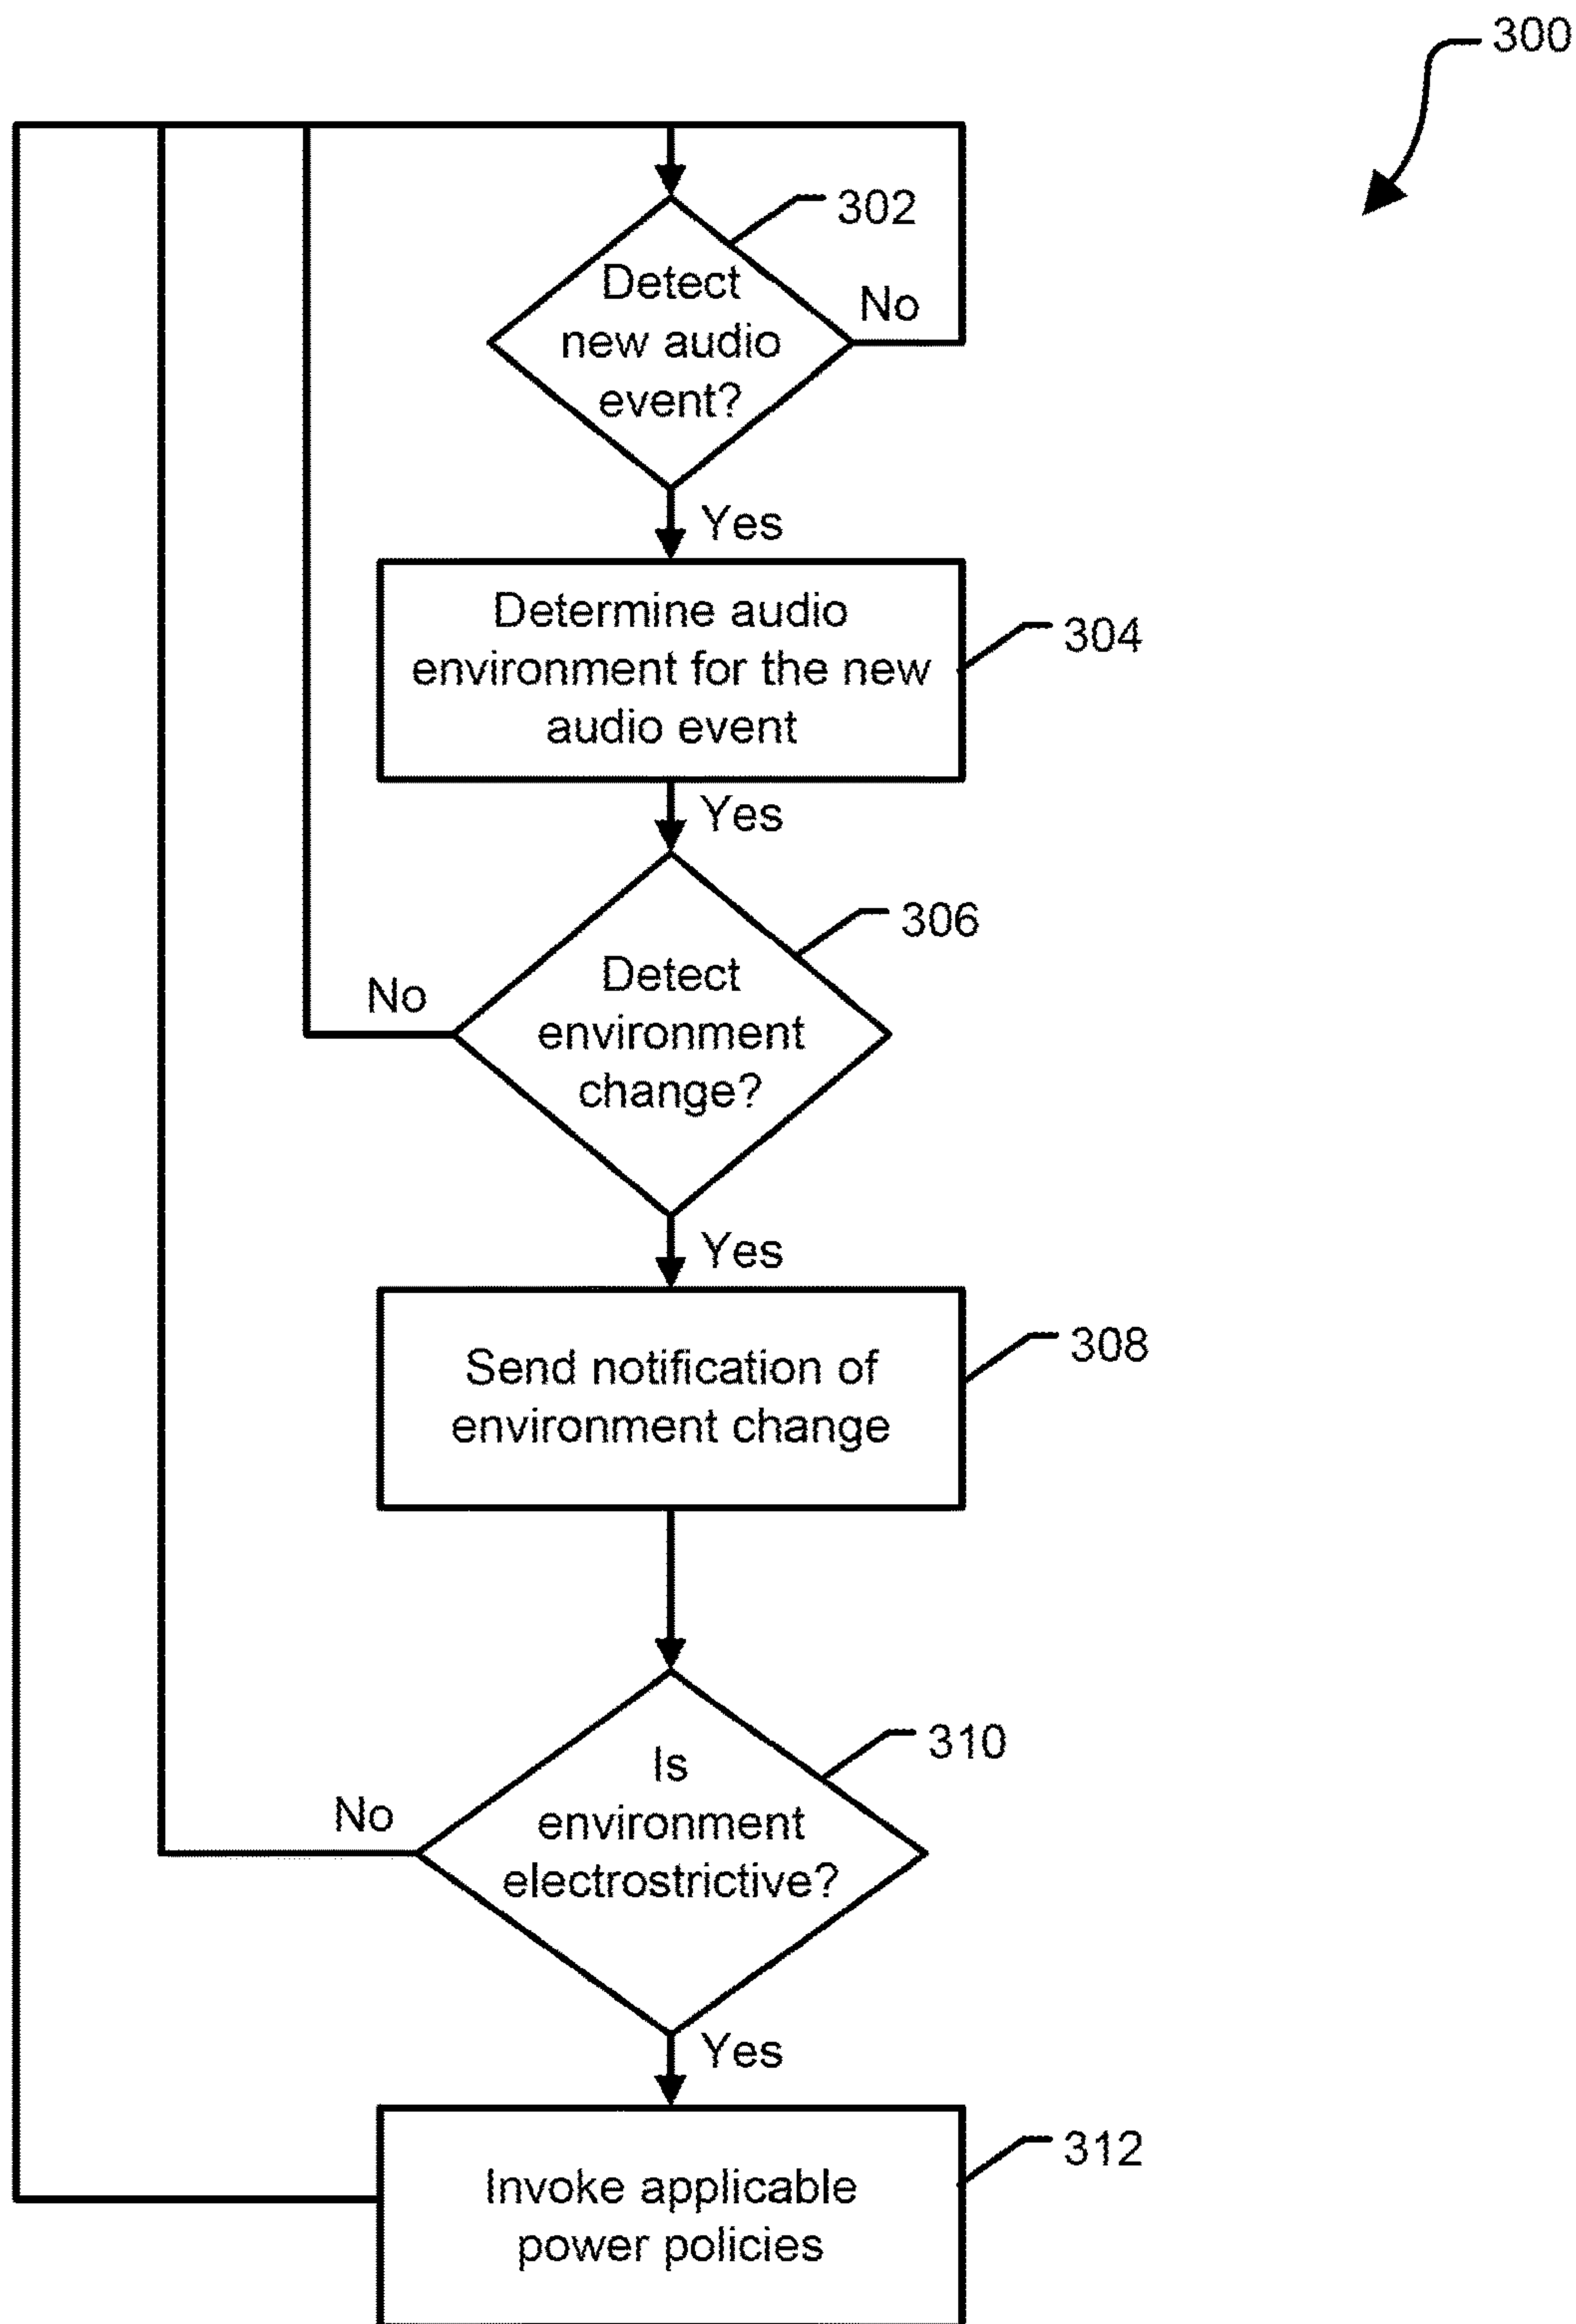 300
302
Detect
new audio
event?
No
Yes
Determine audio
environment for the new
audio event
304
Yes
306
Detect
environment
change?
No
Yes
Send notification of
environment change
308
310
Is
environment
electrostrictive?
No
Yes
Invoke applicable
power policies
312